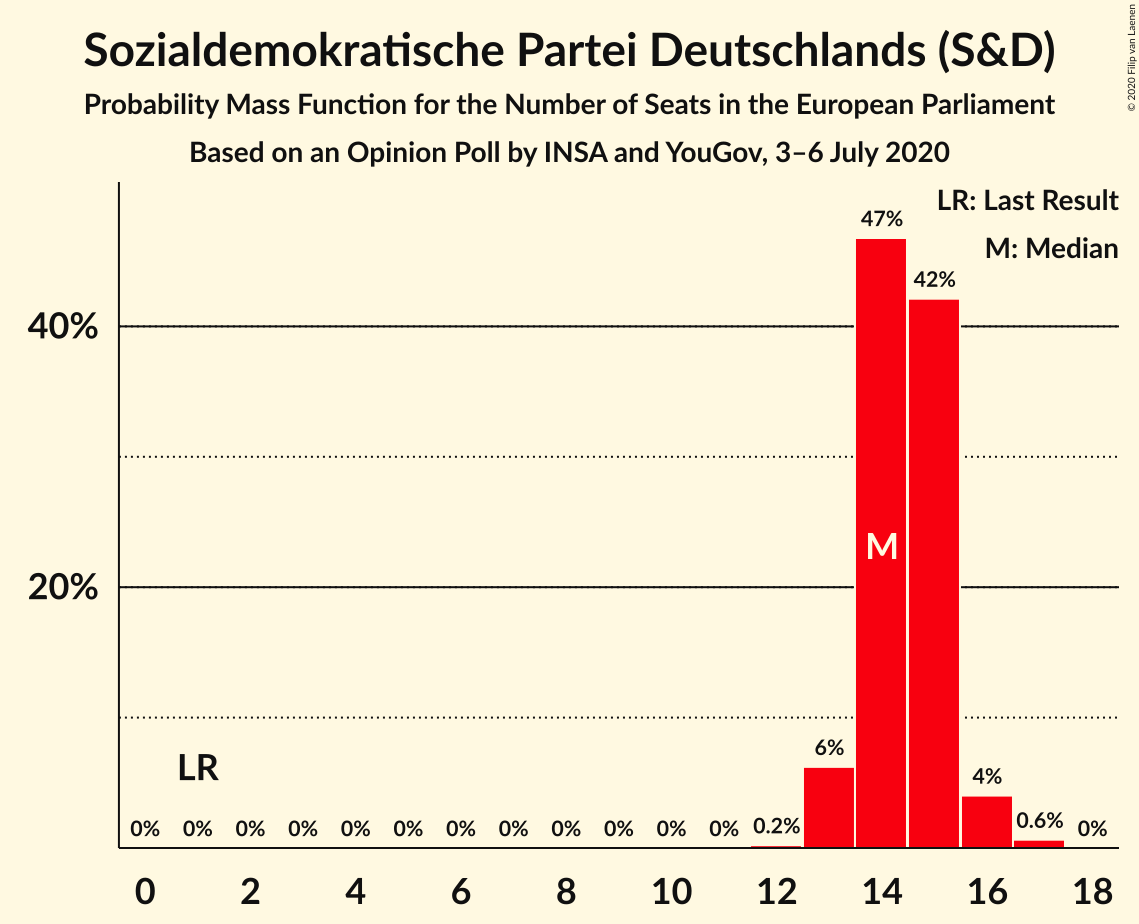 Sozialdemokratische Partei Deutschlands (S&D)
Probability Mass Function for the Number of Seats in the European Parliament
Based on an Opinion Poll by INSA and YouGov, 3–6 July 2020
© 2020 Filip van Laenen
LR: Last Result
M: Median
47%
42%
40%
M
20%
6%
4%
LR
0% 0% 0% 0% 0% 0% 0% 0% 0% 0% 0% 0% 0.2% 0.6% 0%
0 2 4 6 8 10 12 14 16 18